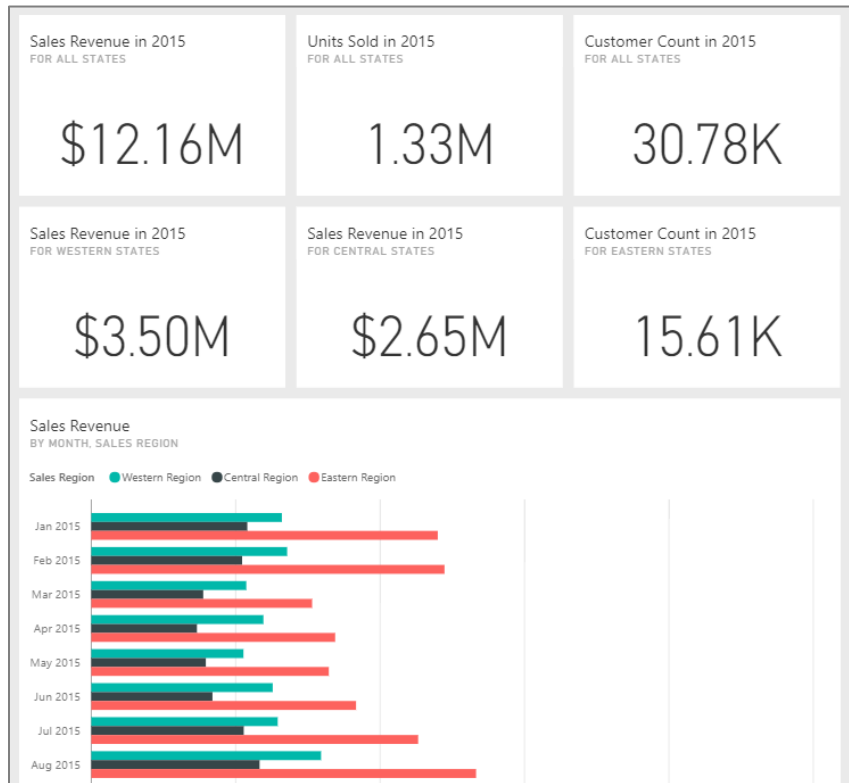 Sales Revenue in 2015
FOR ALL STATES
$12.16M
Units Sold in 2015
FOR ALL STATES
1.33M
Customer Count in 2015
FOR ALL STATES
30.78K
Sales Revenue in 2015
FOR WESTERN STATES
$3.50M
Sales Revenue in 2015
FOR CENTRAL STATES
$2.65M
Customer Count in 2015
FOR EASTERN STATES
15.61K
Sales Revenue
BY MONTH, SALES REGION
Sales Region Western Region Central Region Eastern Region
Jan 2015
Feb 2015
Mar 2015
Apr 2015
May 2015
Jun 2015
Jul 2015
Aug 2015